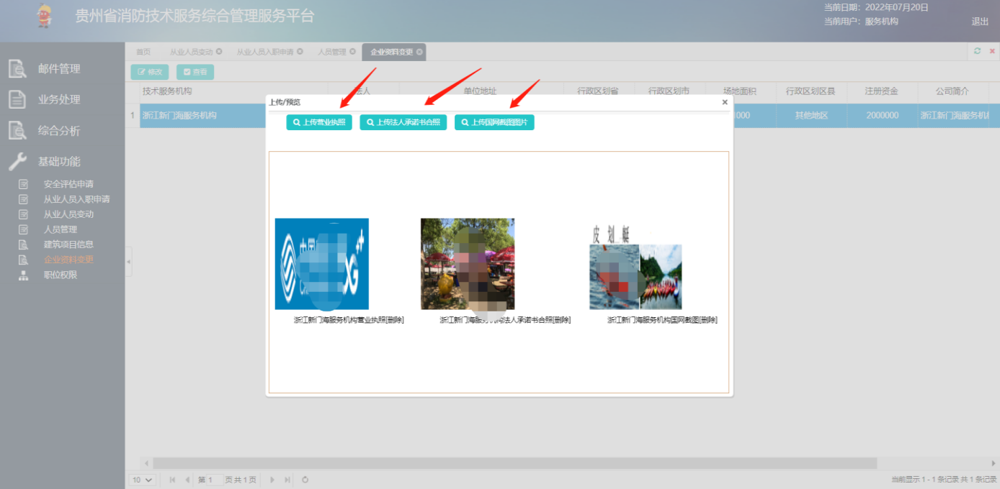 贵州省消防技术服务综合管理服务平台
当前日期：2022年07月20日
当前用户：服务机构
退出
首页 从业人员变动 从业人员入职申请 人员管理 企业资料变更
邮件管理
业务处理
综合分析
基础功能
安全评估申请
从业人员入职申请
从业人员变动
人员管理
建筑项目信息
企业资料变更
职位权限
修改 查看
技术服务机构 法人 单位地址 行政区划省 行政区划市 场地面积 行政区划区县 注册资金 公司简介
1 浙江新门海服务机构 000 其他地区 2000000 浙江新门海服务机
上传/预览
上传营业执照 上传法人承诺书合照 上传国网截图图片
皮划艇
浙江新门海服务机构营业执照[删除]
浙江新门海服务机构法人承诺书合照[删除]
浙江新门海服务机构国网截图[删除]
10 第 1 页共1页
当前显示 1 - 1 条记录 共 1 条记录